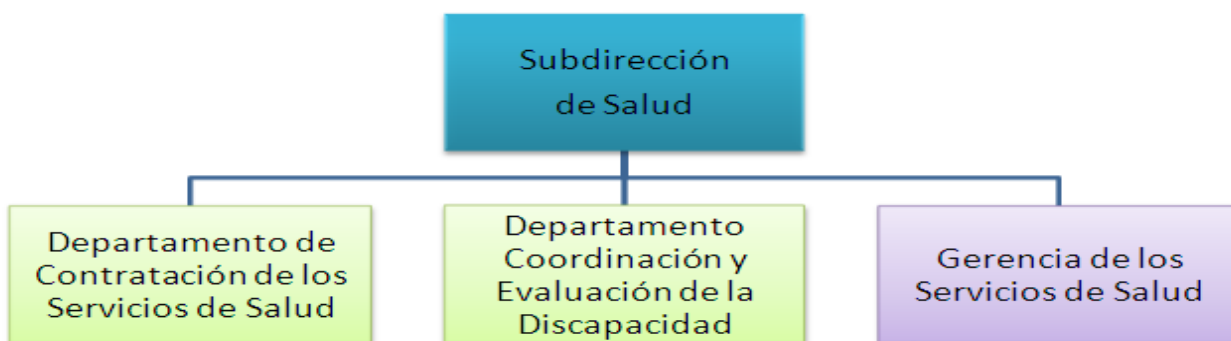 Subdirección
de Salud
Departamento de
Contratación de los
Servicios de Salud
Departamento
Coordinación y
Evaluación de la
Discapacidad
Gerencia de los
Servicios de Salud